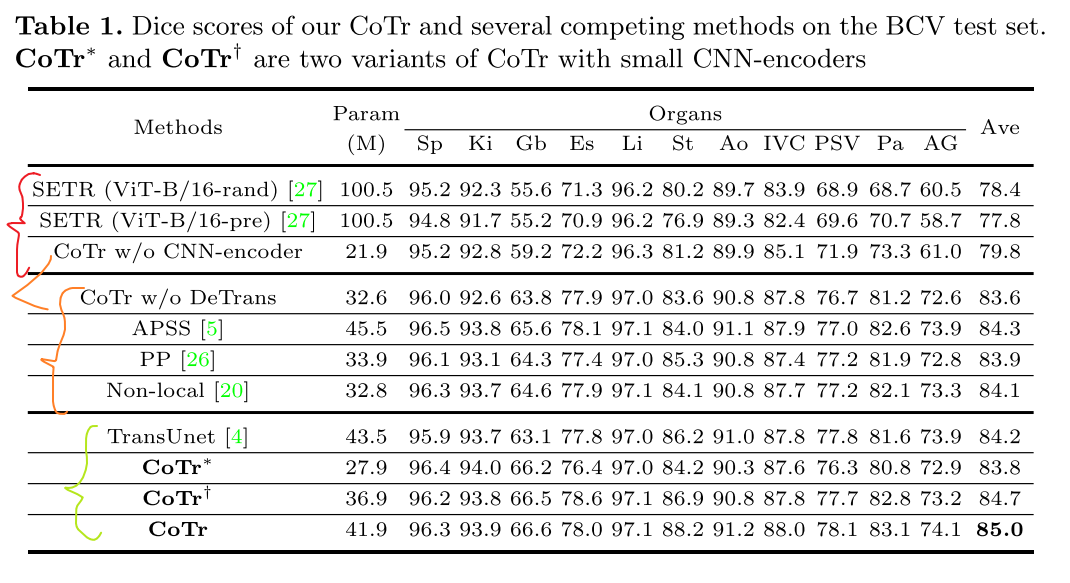 Table 1. Dice scores of our CoTr and several competing methods on the BCV test set.
CoTr* and CoTr† are two variants of CoTr with small CNN-encoders
Methods Param (M) Organs Ave
Sp Ki Gb Es Li St Ao IVC PSV Pa AG
SETR (ViT-B/16-rand) [27] 100.5 95.2 92.3 55.6 71.3 96.2 80.2 89.7 83.9 68.9 68.7 60.5 78.4
SETR (ViT-B/16-pre) [27] 100.5 94.8 91.7 55.2 70.9 96.2 76.9 89.3 82.4 69.6 70.7 58.7 77.8
CoTr w/o CNN-encoder 21.9 95.2 92.8 59.2 72.2 96.3 81.2 89.9 85.1 71.9 73.3 61.0 79.8
CoTr w/o DeTrans 32.6 96.0 92.6 63.8 77.9 97.0 83.6 90.8 87.8 76.7 81.2 72.6 83.6
APSS [5] 45.5 96.5 93.8 65.6 78.1 97.1 84.0 91.1 87.9 77.0 82.6 73.9 84.3
PP [26] 33.9 96.1 93.1 64.3 77.4 97.0 85.3 90.8 87.4 77.2 81.9 72.8 83.9
Non-local [20] 32.8 96.3 93.7 64.6 77.9 97.1 84.1 90.8 87.7 77.2 82.1 73.3 84.1
TransUnet [4] 43.5 95.9 93.7 63.1 77.8 97.0 86.2 91.0 87.8 77.8 81.6 73.9 84.2
CoTr* 27.9 96.4 94.0 66.2 76.4 97.0 84.2 90.3 87.6 76.3 80.8 72.9 83.8
CoTr† 36.9 96.2 93.8 66.5 78.6 97.1 86.9 90.8 87.8 77.7 82.8 73.2 84.7
CoTr 41.9 96.3 93.9 66.6 78.0 97.1 88.2 91.2 88.0 78.1 83.1 74.1 85.0